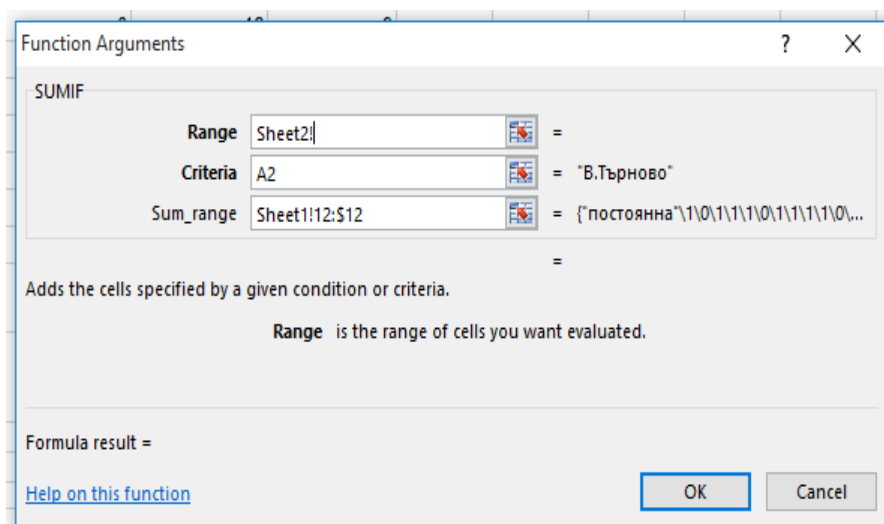 Function Arguments ? X
SUMIF
Range Sheet2! =
Criteria A2 = "В.Търново"
Sum_range Sheet1!12:$12 = {"постоянна"\1\0\1\1\1\0\1\1\1\1\0\...
=
Adds the cells specified by a given condition or criteria.
Range is the range of cells you want evaluated.
Formula result =
Help on this function OK Cancel